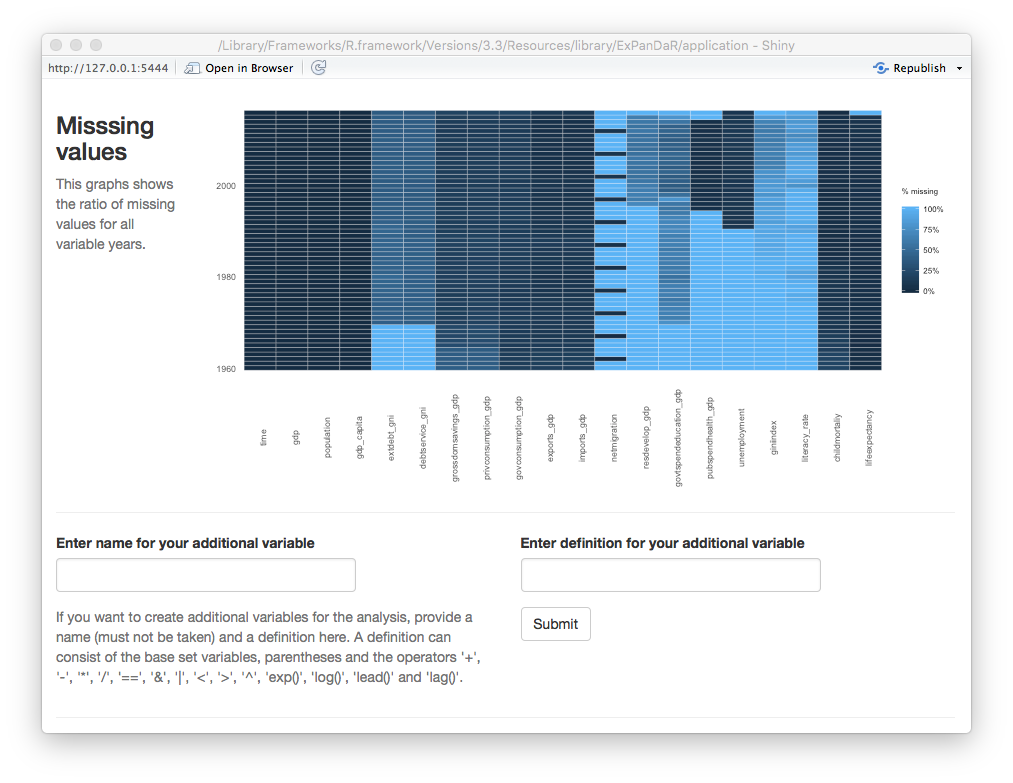 /Library/Frameworks/R.framework/Versions/3.3/Resources/library/ExPanDaR/application - Shiny
http://127.0.0.1:5444
Open in Browser
Republish
Misssing
values
This graphs shows
the ratio of missing
values for all
variable years.
2000
1980
1960
% missing
100%
75%
50%
25%
0%
time
gdp
population
gdp_capita
extdebt_gni
debtservice_gni
grossdomsavings_gdp
privconsumption_gdp
govconsumption_gdp
exports_gdp
imports_gdp
netmigration
resdevelop_gdp
govtspendeducation_gdp
pubspendhealth_gdp
unemployment
giniindex
literacy_rate
childmortaliy
lifeexpectancy
Enter name for your additional variable
Enter definition for your additional variable
If you want to create additional variables for the analysis, provide a
name (must not be taken) and a definition here. A definition can
consist of the base set variables, parentheses and the operators '+',
'-', '*', '/', '==', '&', '|', '<', '>', '^', 'exp()', 'log()', 'lead()' and 'lag()'.
Submit